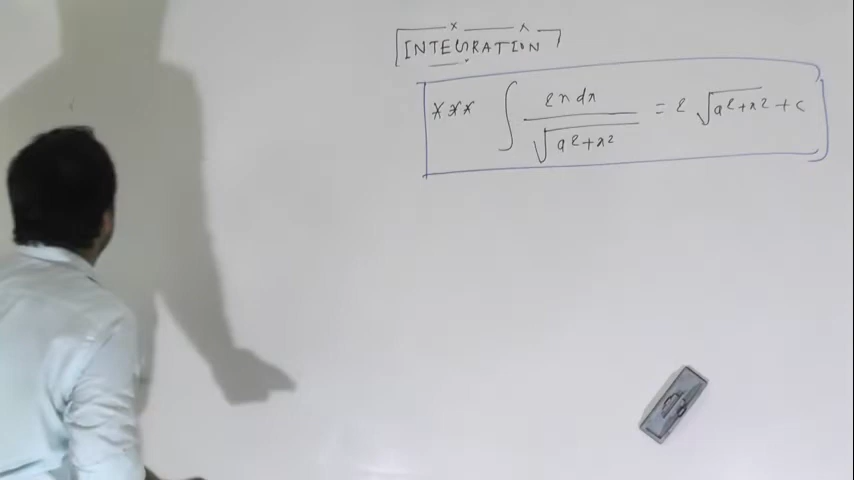 INTEGRATION
*** ∫ 2x dx / √(a²+x²) = 2 √(a²+x²) + c